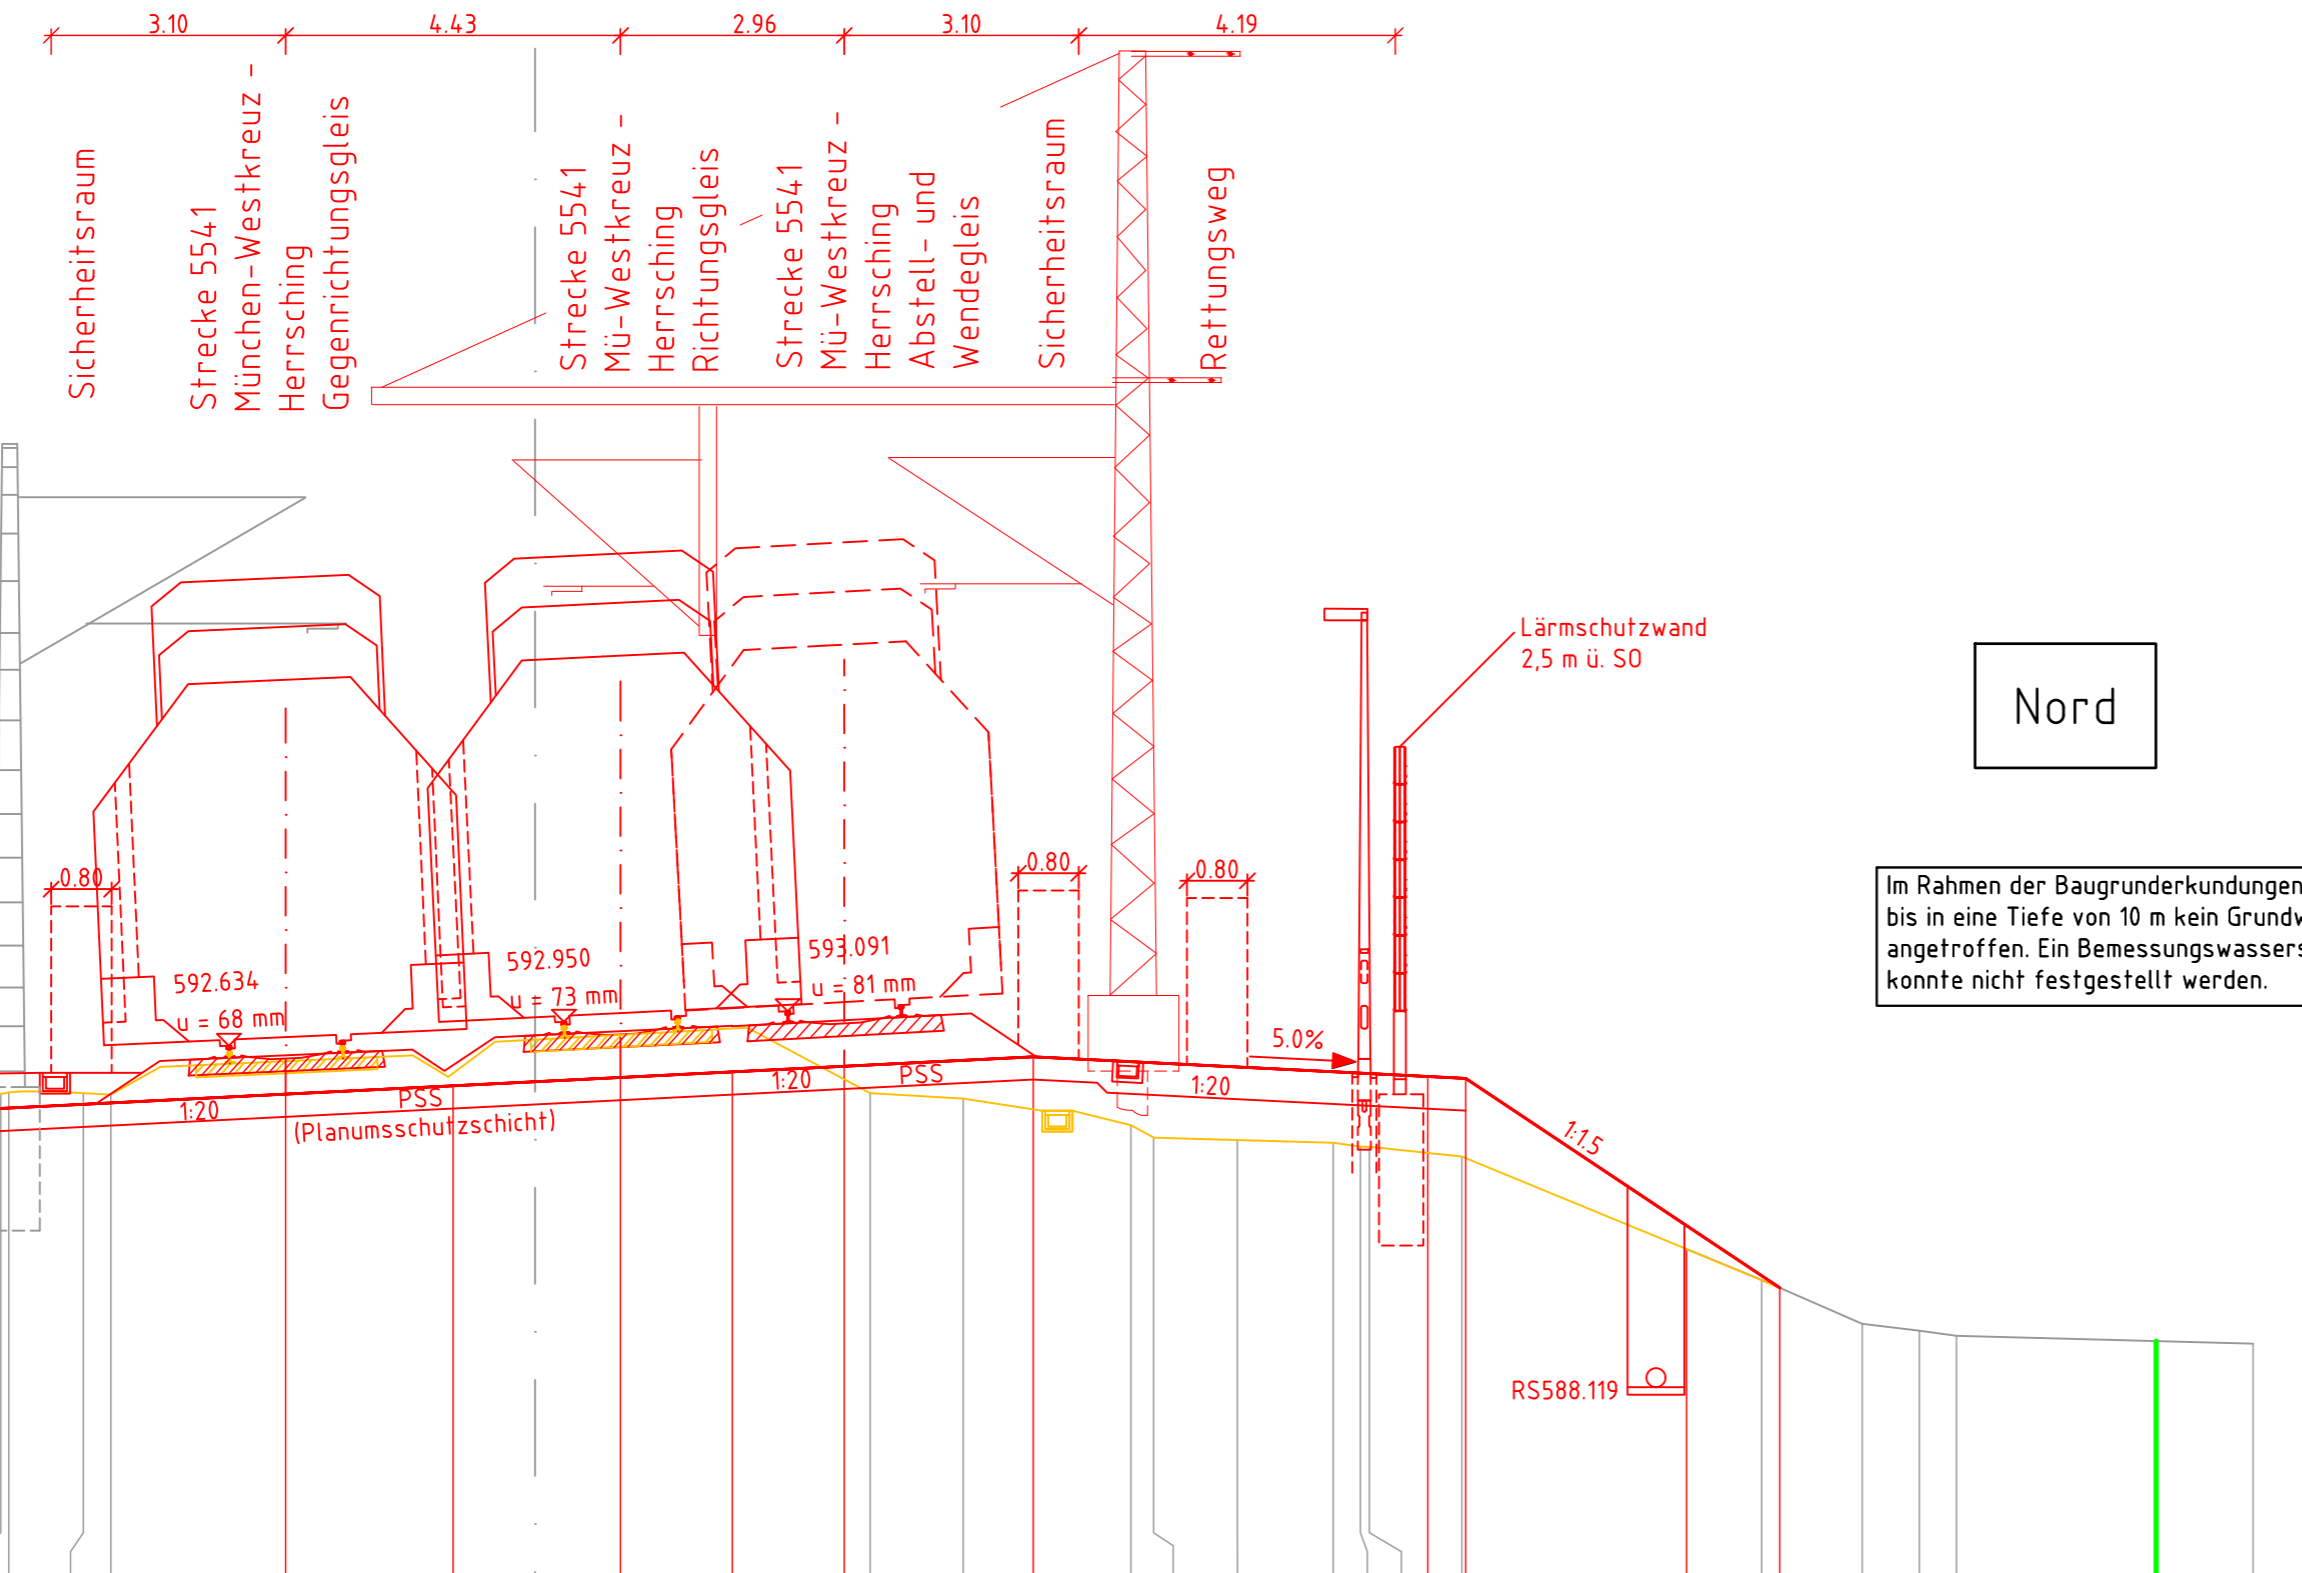 3.10
4.43
2.96
3.10
4.19
Sicherheitsraum
Strecke 5541
München-Westkreuz -
Herrsching
Gegenrichtungsgleis
Strecke 5541
Mü-Westkreuz -
Herrsching
Richtungsgleis
Strecke 5541
Mü-Westkreuz -
Herrsching
Abstell- und
Wendegleis
Sicherheitsraum
Rettungsweg
Lärmschutzwand
2,5 m ü. SO
Nord
Im Rahmen der Baugrunderkundungen
bis in eine Tiefe von 10 m kein Grundw
angetroffen. Ein Bemessungswassers
konnte nicht festgestellt werden.
0.80
0.80
0.80
592.634
u = 68 mm
592.950
u = 73 mm
593.091
u = 81 mm
5.0%
1:20
PSS
(Planumsschutzschicht)
1:20
PSS
1:20
1:1.5
RS588.119